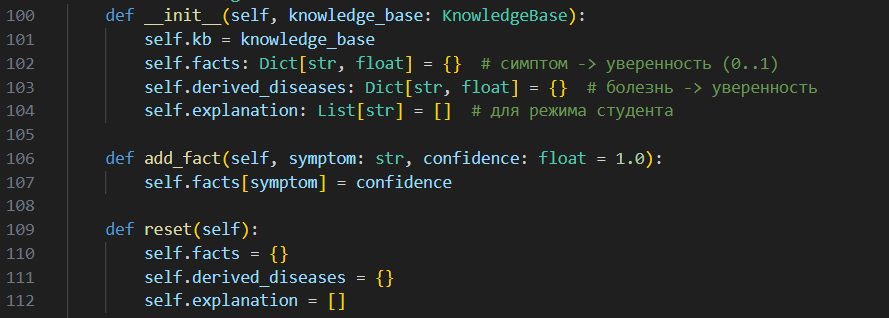 100 def __init__(self, knowledge_base: KnowledgeBase):
101 self.kb = knowledge_base
102 self.facts: Dict[str, float] = {}  # симптом -> уверенность (0..1)
103 self.derived_diseases: Dict[str, float] = {}  # болезнь -> уверенность
104 self.explanation: List[str] = []  # для режима студента
105
106 def add_fact(self, symptom: str, confidence: float = 1.0):
107 self.facts[symptom] = confidence
108
109 def reset(self):
110 self.facts = {}
111 self.derived_diseases = {}
112 self.explanation = []